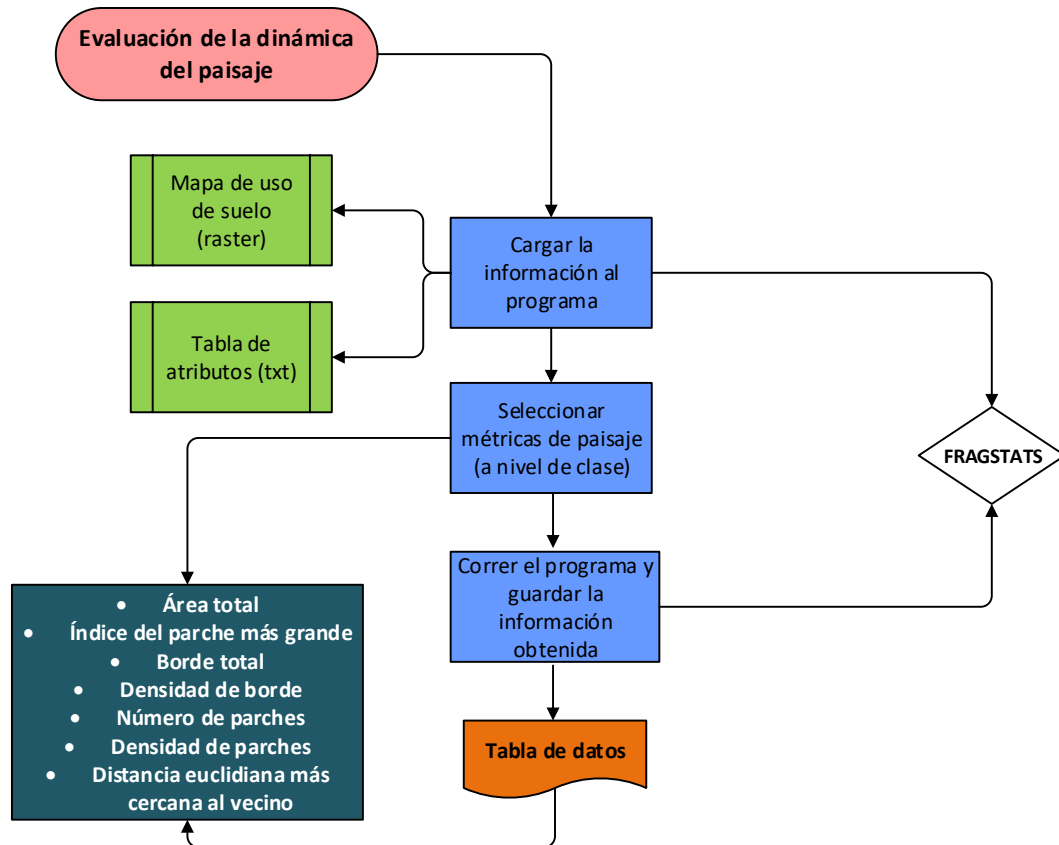 Evaluación de la dinámica
del paisaje
Mapa de uso
de suelo
(raster)
Cargar la
información al
programa
Tabla de
atributos (txt)
Seleccionar
métricas de paisaje
(a nivel de clase)
FRAGSTATS
Correr el programa y
guardar la
información
obtenida
• Área total
• Índice del parche más grande
• Borde total
• Densidad de borde
• Número de parches
• Densidad de parches
• Distancia euclidiana más
cercana al vecino
Tabla de datos